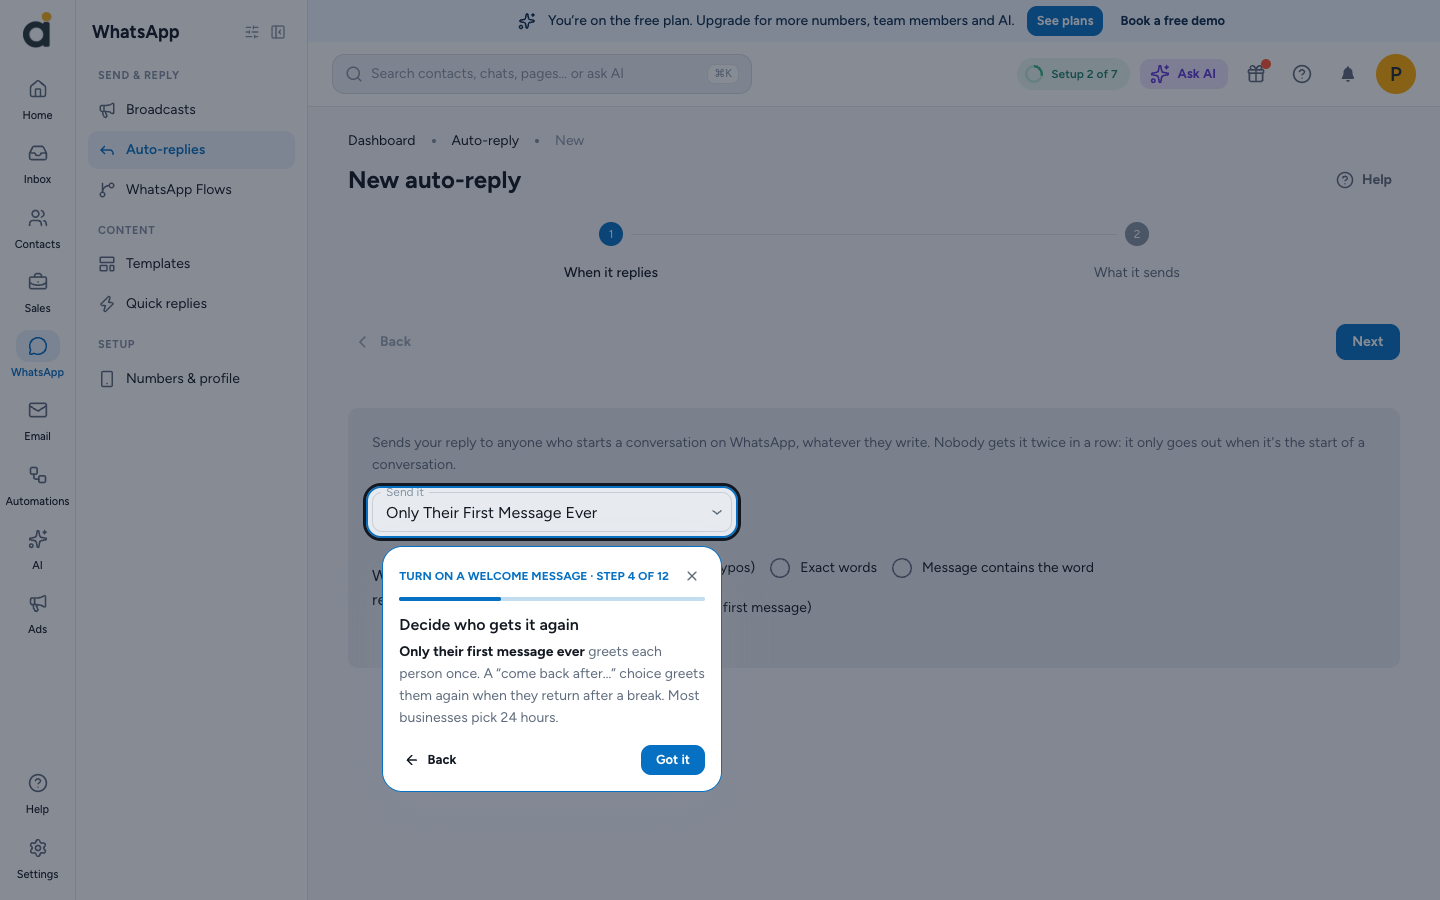 You're on the free plan. Upgrade for more numbers, team members and AI. See plans Book a free demo
WhatsApp
Search contacts, chats, pages... or ask AI ⌘K
Setup 2 of 7
Ask AI
P
Home
Inbox
Contacts
Sales
WhatsApp
Email
Automations
AI
Ads
Help
Settings
SEND & REPLY
Broadcasts
Auto-replies
WhatsApp Flows
CONTENT
Templates
Quick replies
SETUP
Numbers & profile
Dashboard • Auto-reply • New
New auto-reply
Help
1
2
When it replies
What it sends
Back
Next
Sends your reply to anyone who starts a conversation on WhatsApp, whatever they write. Nobody gets it twice in a row: it only goes out when it's the start of a
conversation.
Send it
Only Their First Message Ever
ypos) Exact words Message contains the word
first message)
TURN ON A WELCOME MESSAGE · STEP 4 OF 12
Decide who gets it again
Only their first message ever greets each
person once. A “come back after…” choice greets
them again when they return after a break. Most
businesses pick 24 hours.
Back
Got it